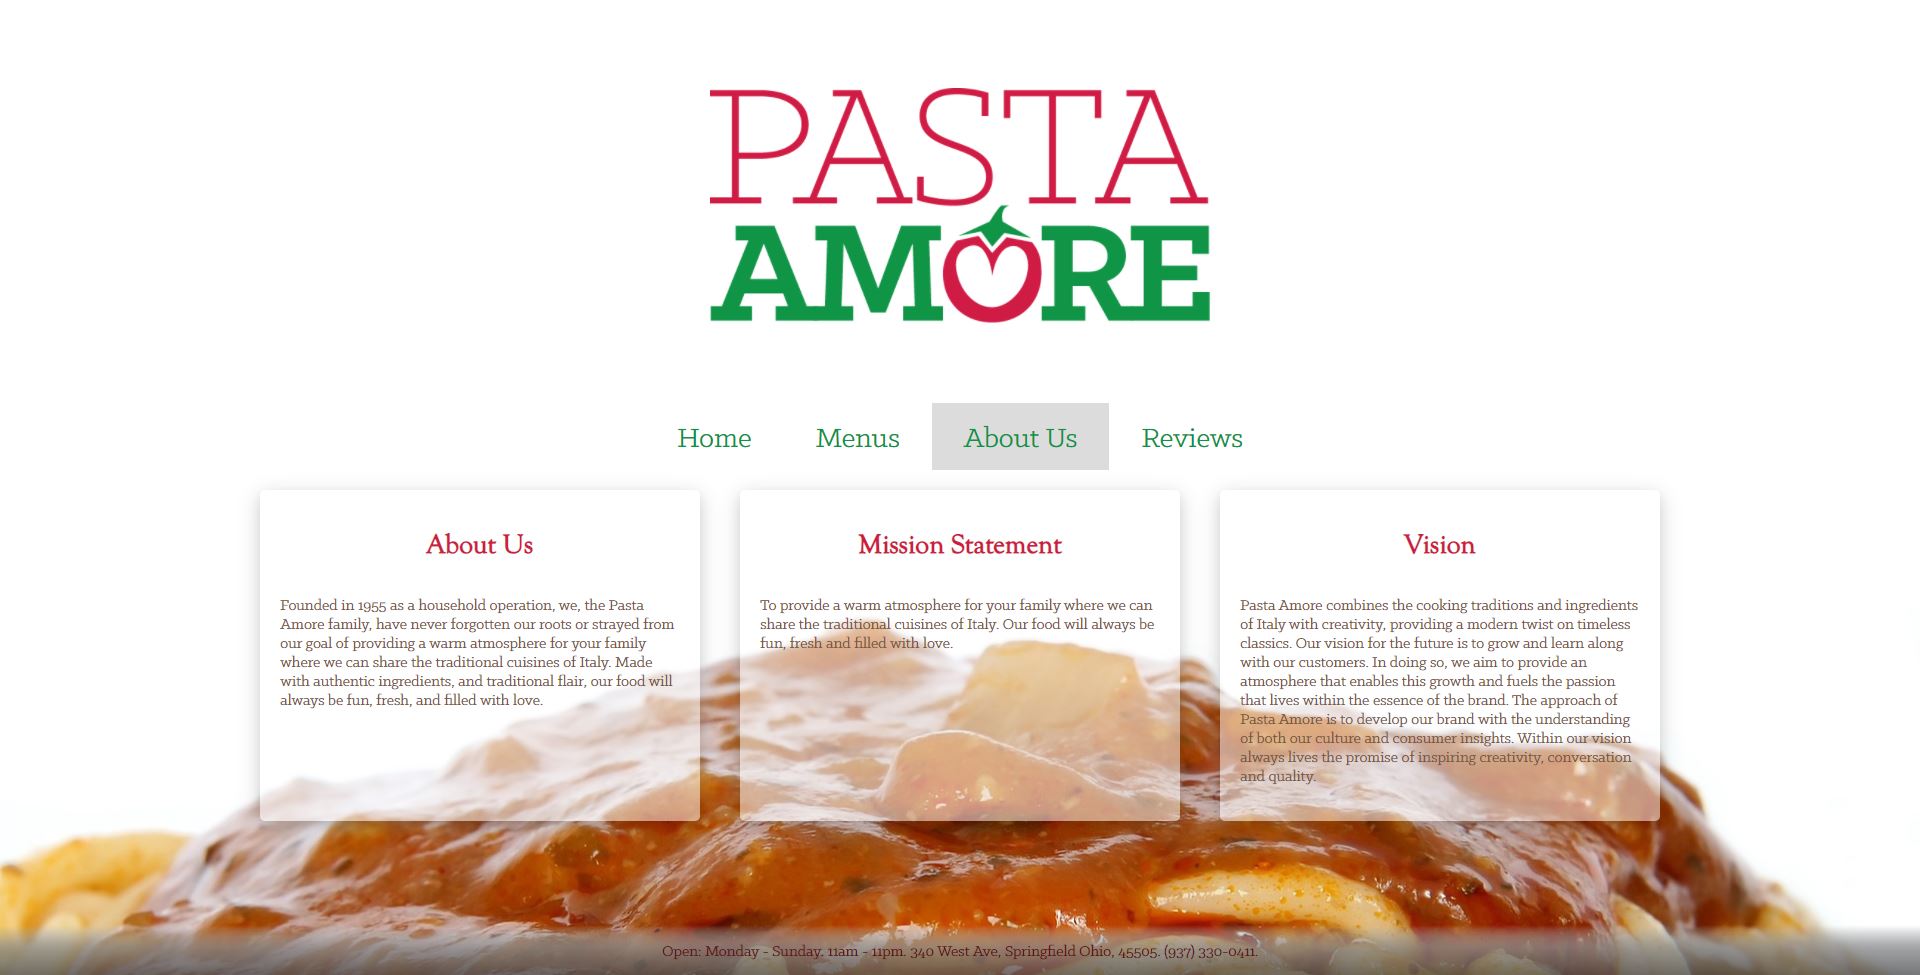 PASTA
AMORE
Home
Menus
About Us
Reviews
About Us
Founded in 1955 as a household operation, we, the Pasta
Amore family, have never forgotten our roots or strayed from
our goal of providing a warm atmosphere for your family
where we can share the traditional cuisines of Italy. Made
with authentic ingredients, and traditional flair, our food will
always be fun, fresh, and filled with love.
Mission Statement
To provide a warm atmosphere for your family where we can
share the traditional cuisines of Italy. Our food will always be
fun, fresh and filled with love.
Vision
Pasta Amore combines the cooking traditions and ingredients
of Italy with creativity, providing a modern twist on timeless
classics. Our vision for the future is to grow and learn along
with our customers. In doing so, we aim to provide an
atmosphere that enables this growth and fuels the passion
that lives within the essence of the brand. The approach of
Pasta Amore is to develop our brand with the understanding
of both our culture and consumer insights. Within our vision
always lives the promise of inspiring creativity, conversation
and quality.
Open: Monday - Sunday. 11am - 11pm. 340 West Ave, Springfield Ohio, 45505. (937) 330-0411.